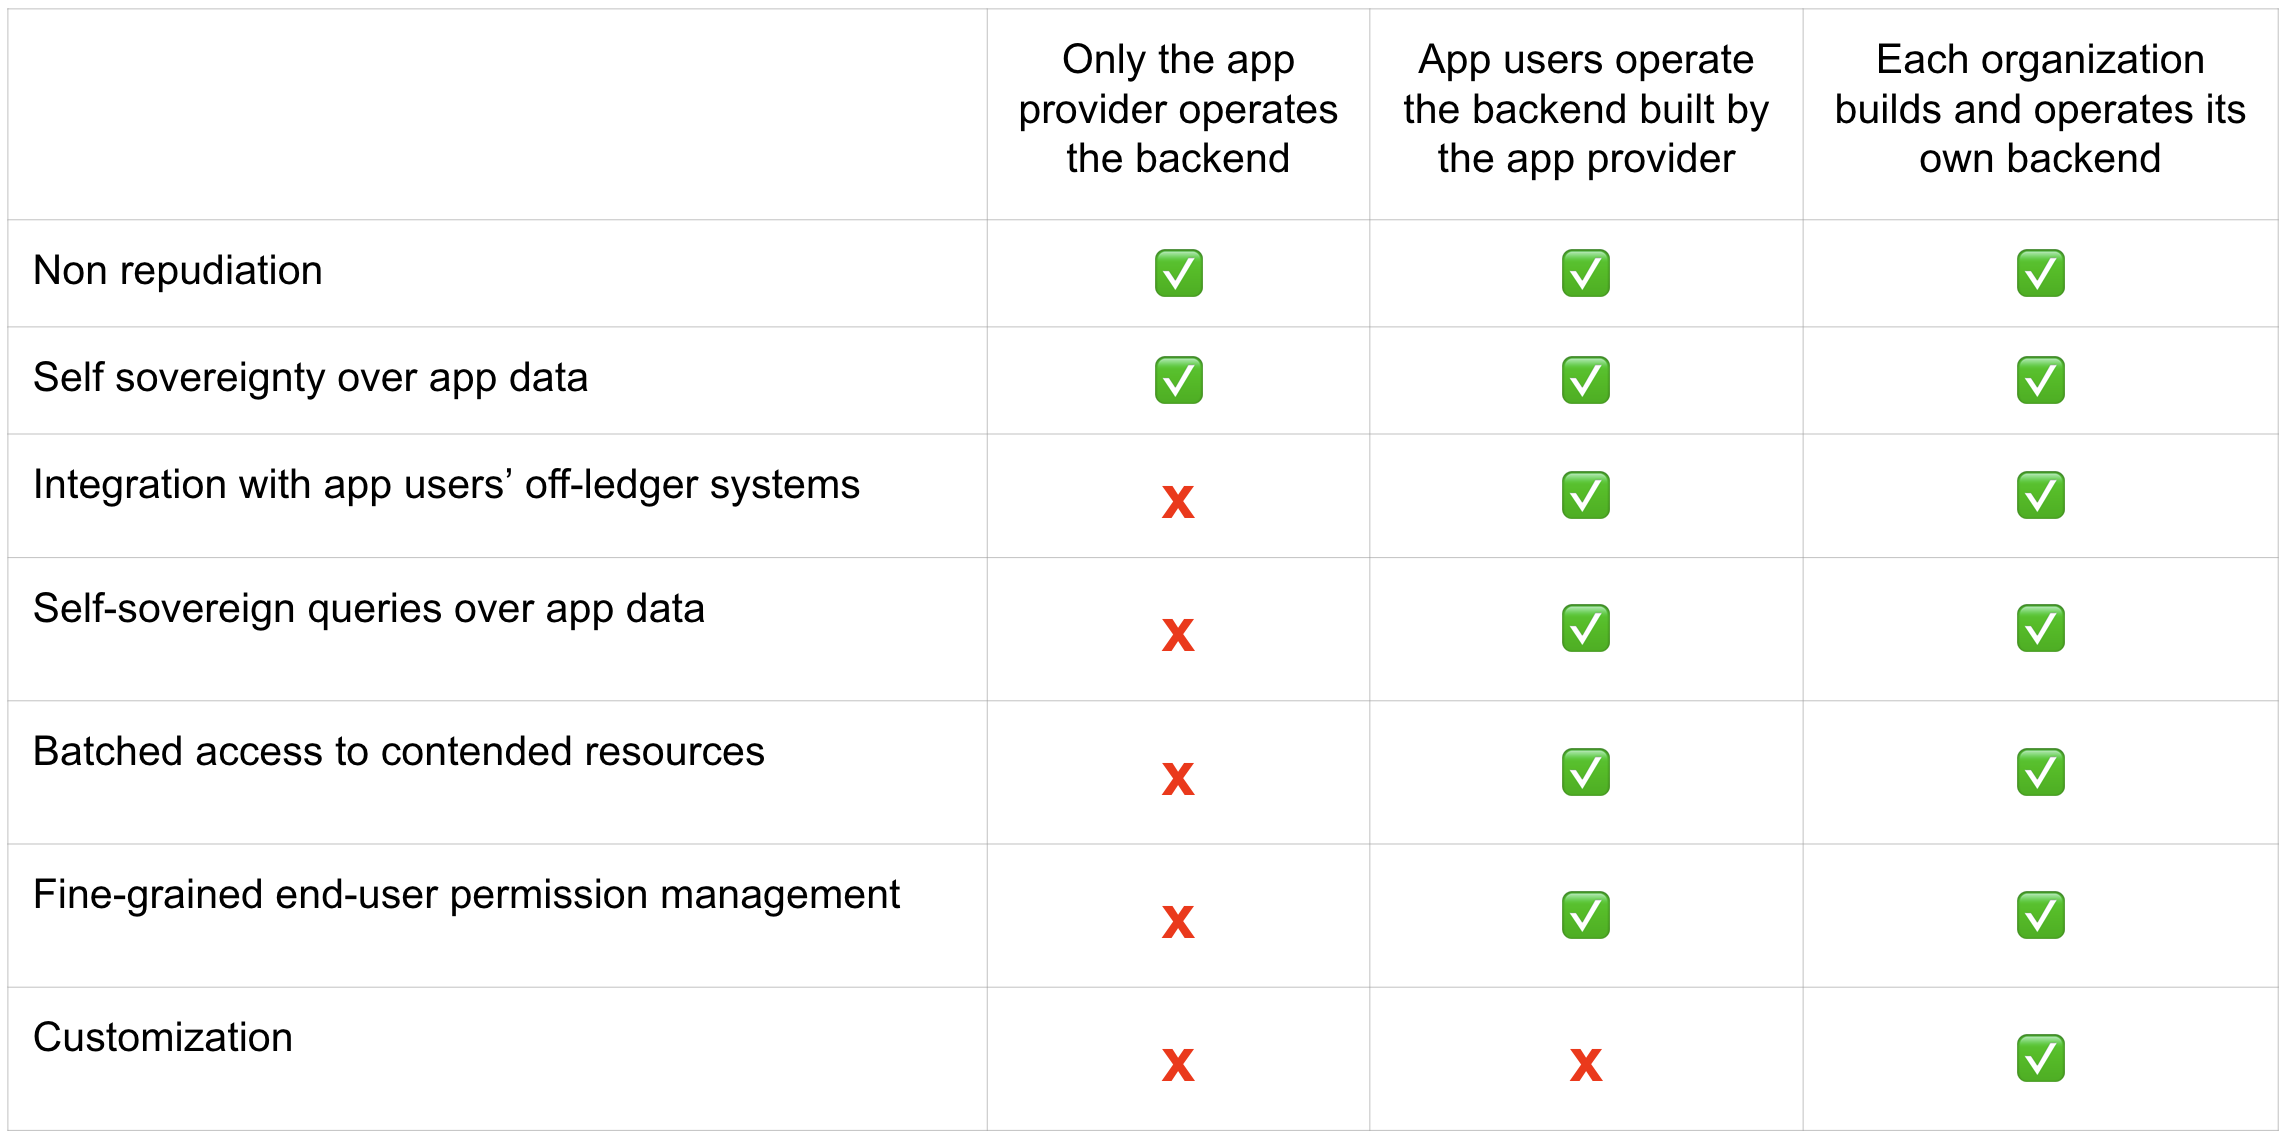 Only the app
provider operates
the backend
App users operate
the backend built by
the app provider
Each organization
builds and operates its
own backend
Non repudiation
✅ ✅ ✅
Self sovereignty over app data
✅ ✅ ✅
Integration with app users’ off-ledger systems
x ✅ ✅
Self-sovereign queries over app data
x ✅ ✅
Batched access to contended resources
x ✅ ✅
Fine-grained end-user permission management
x ✅ ✅
Customization
x x ✅